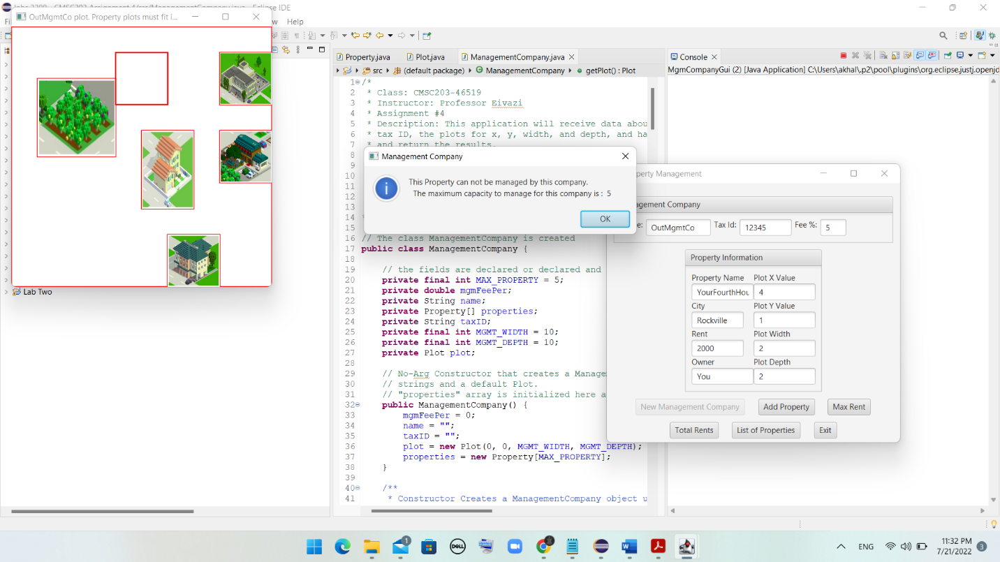 CMSC203 Assignment 4/src/ManagementCompany.java - Eclipse IDE
OutMgmtCo plot. Property plots must fit i...
Help
Lab Two
Property.java
Plot.java
ManagementCompany.java
src
(default package)
ManagementCompany
getPlot() : Plot
1 /*
2 * Class: CMSC203-46519
3 * Instructor: Professor Eivazi
4 * Assignment #4
5 * Description: This application will receive data abou
6 * tax ID, the plots for x, y, width, and depth, and ha
7 * and return the results.
8
9
10
11
12
13
14
15
16 // The class ManagementCompany is created
17 public class ManagementCompany {
18
19 // the fields are declared or declared and
20 private final int MAX_PROPERTY = 5;
21 private double mgmFeePer;
22 private String name;
23 private Property[] properties;
24 private String taxID;
25 private final int MGMT_WIDTH = 10;
26 private final int MGMT_DEPTH = 10;
27 private Plot plot;
28
29 // No-Arg Constructor that creates a Manage
30 // strings and a default Plot.
31 // "properties" array is initialized here a
32 public ManagementCompany() {
33 mgmFeePer = 0;
34 name = "";
35 taxID = "";
36 plot = new Plot(0, 0, MGMT_WIDTH, MGMT_DEPTH);
37 properties = new Property[MAX_PROPERTY];
38 }
39
40 /**
41 * Constructor Creates a ManagementCompany object u
Management Company
This Property can not be managed by this company.
The maximum capacity to manage for this company is : 5
OK
Console
MgmCompanyGui (2) [Java Application] C:\Users\akhal\.p2\pool\plugins\org.eclipse.justj.openjd
perty Management
agement Company
e: OutMgmtCo Tax Id: 12345 Fee %: 5
Property Information
Property Name Plot X Value
YourFourthHou 4
City Plot Y Value
Rockville 1
Rent Plot Width
2000 2
Owner Plot Depth
You 2
New Management Company Add Property Max Rent
Total Rents List of Properties Exit
1
DELL
W
ENG
11:32 PM
7/21/2022
3